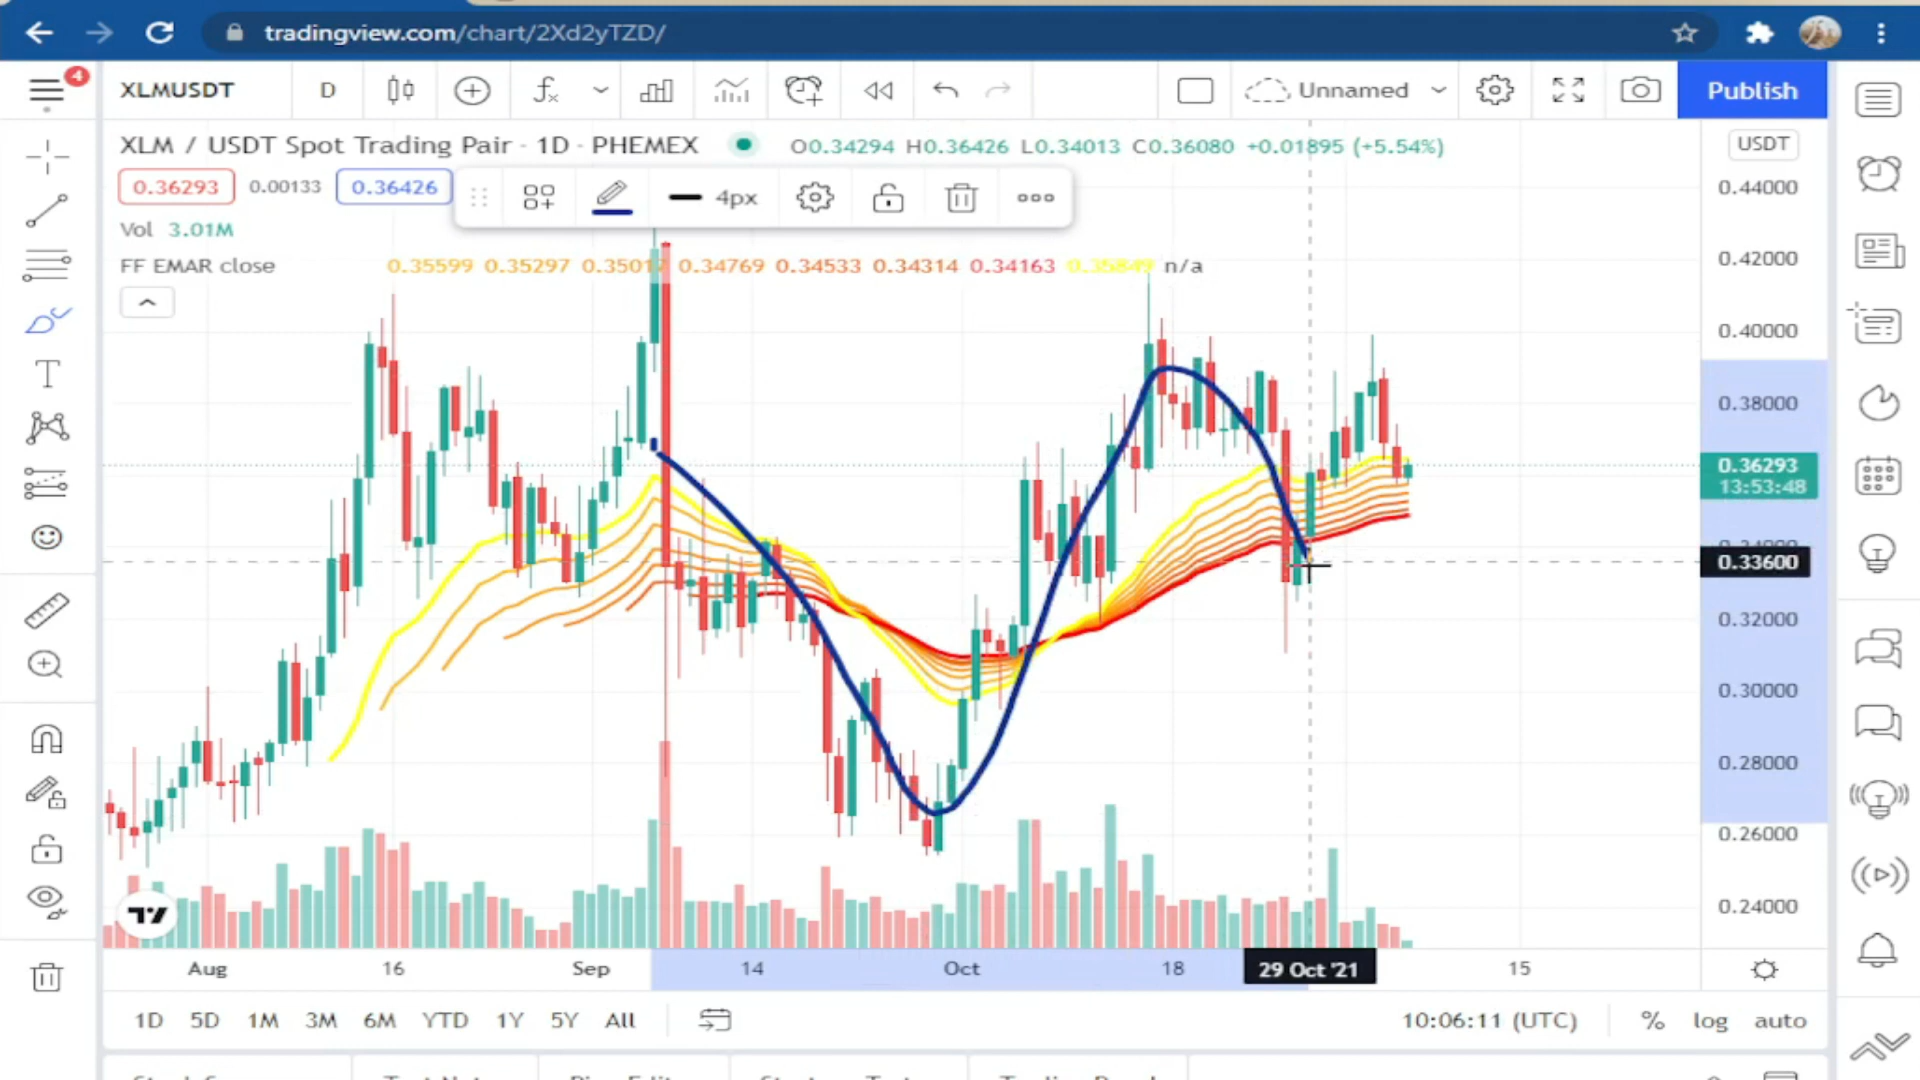 tradingview.com/chart/2Xd2yTZD/
4
XLMUSDT
D
Unnamed
Publish
XLM / USDT Spot Trading Pair · 1D · PHEMEX
O0.34294 H0.36426 L0.34013 C0.36080 +0.01895 (+5.54%)
USDT
0.36293
0.00133
0.36426
4px
Vol 3.01M
FF EMAR close
0.35599 0.35297 0.34769 0.34533 0.34314 0.34163 n/a
0.44000
0.42000
0.40000
0.38000
0.36293
13:53:48
0.33600
0.32000
0.30000
0.28000
0.26000
0.24000
Aug
16
Sep
14
Oct
18
29 Oct '21
15
1D
5D
1M
3M
6M
YTD
1Y
5Y
All
10:06:11 (UTC)
%
log
auto